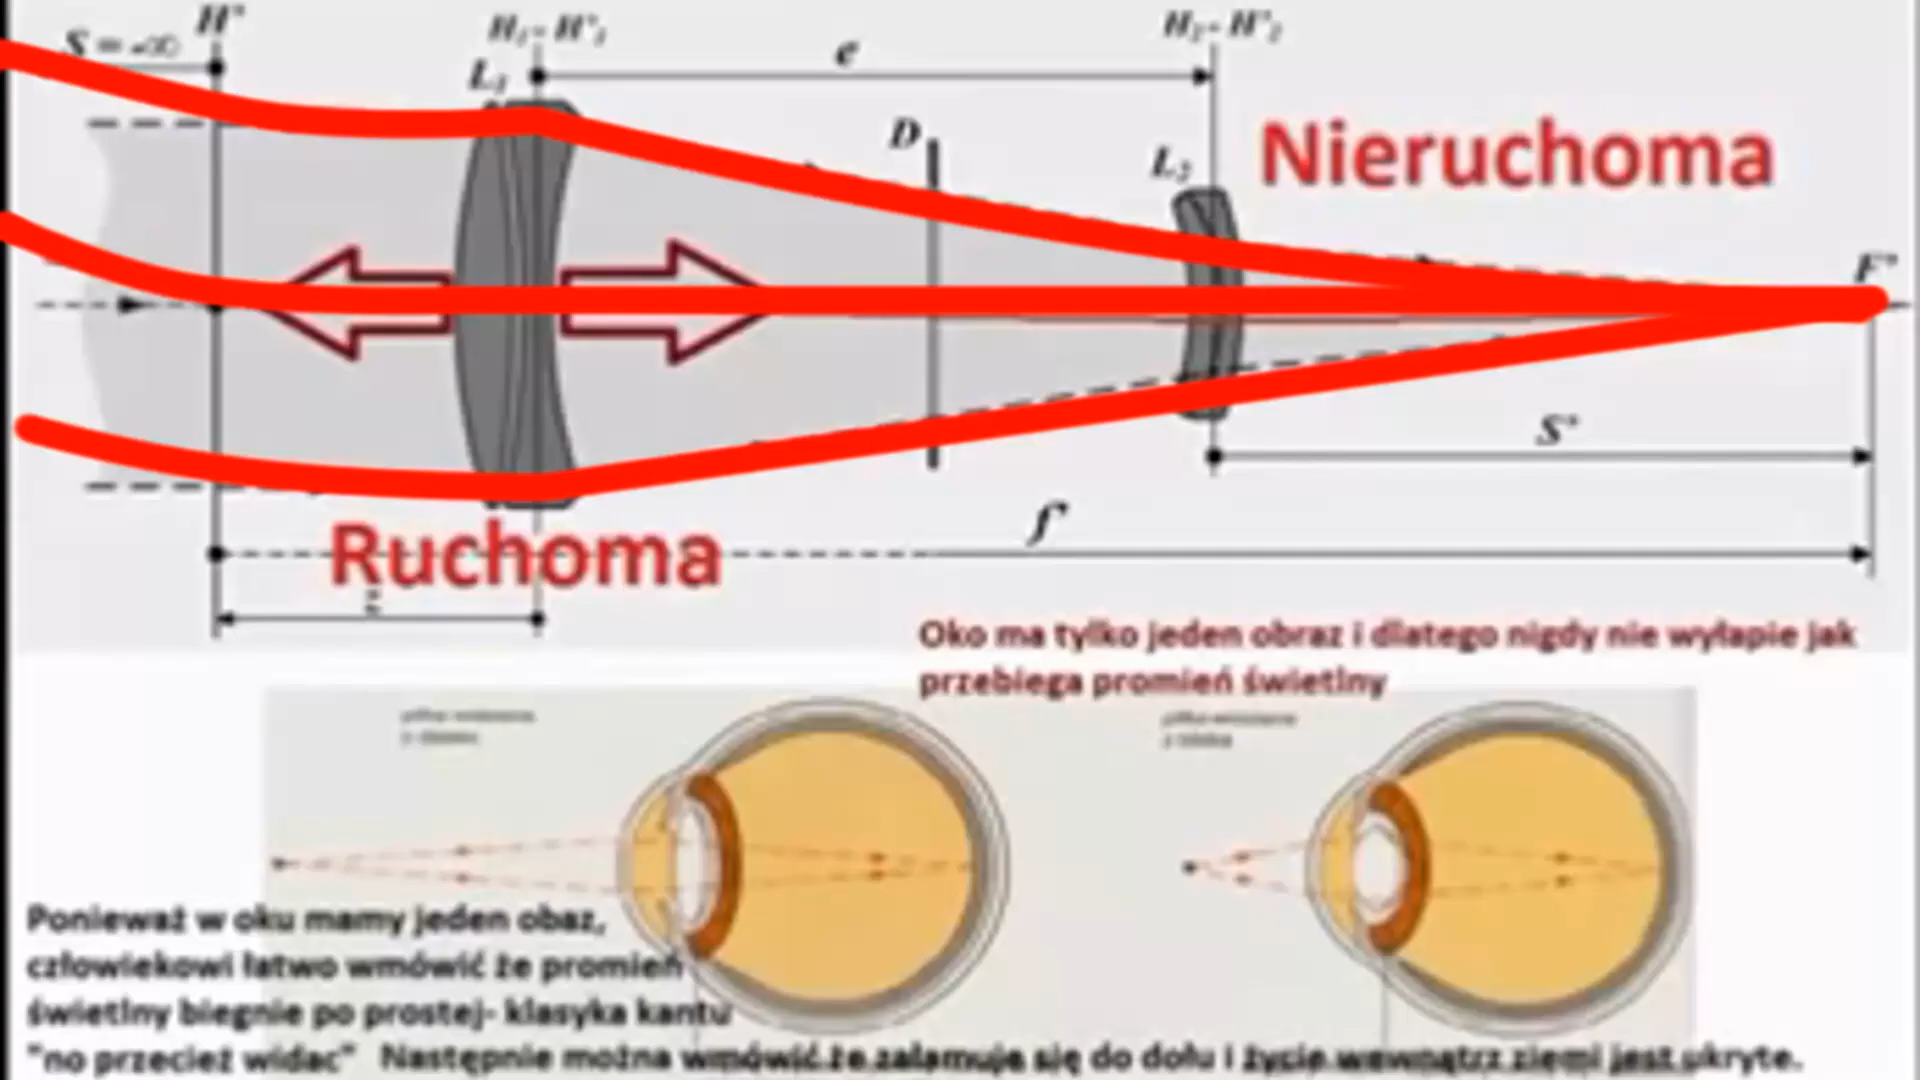 S = -∞
H'
H₁ - H'₁
H₂ - H'₂
L₁
e
D
L₂
Nieruchoma
F'
S'
f'
Ruchoma
z
Oko ma tylko jeden obraz i dlatego nigdy nie wyłapie jak
przebiega promień świetlny
Ponieważ w oku mamy jeden obaz,
człowiekowi łatwo wmówić że promień
świetlny biegnie po prostej- klasyka kantu
"no przecież widac" Następnie można wmówić że załamuje się do dołu i życie wewnątrz ziemi jest ukryte.